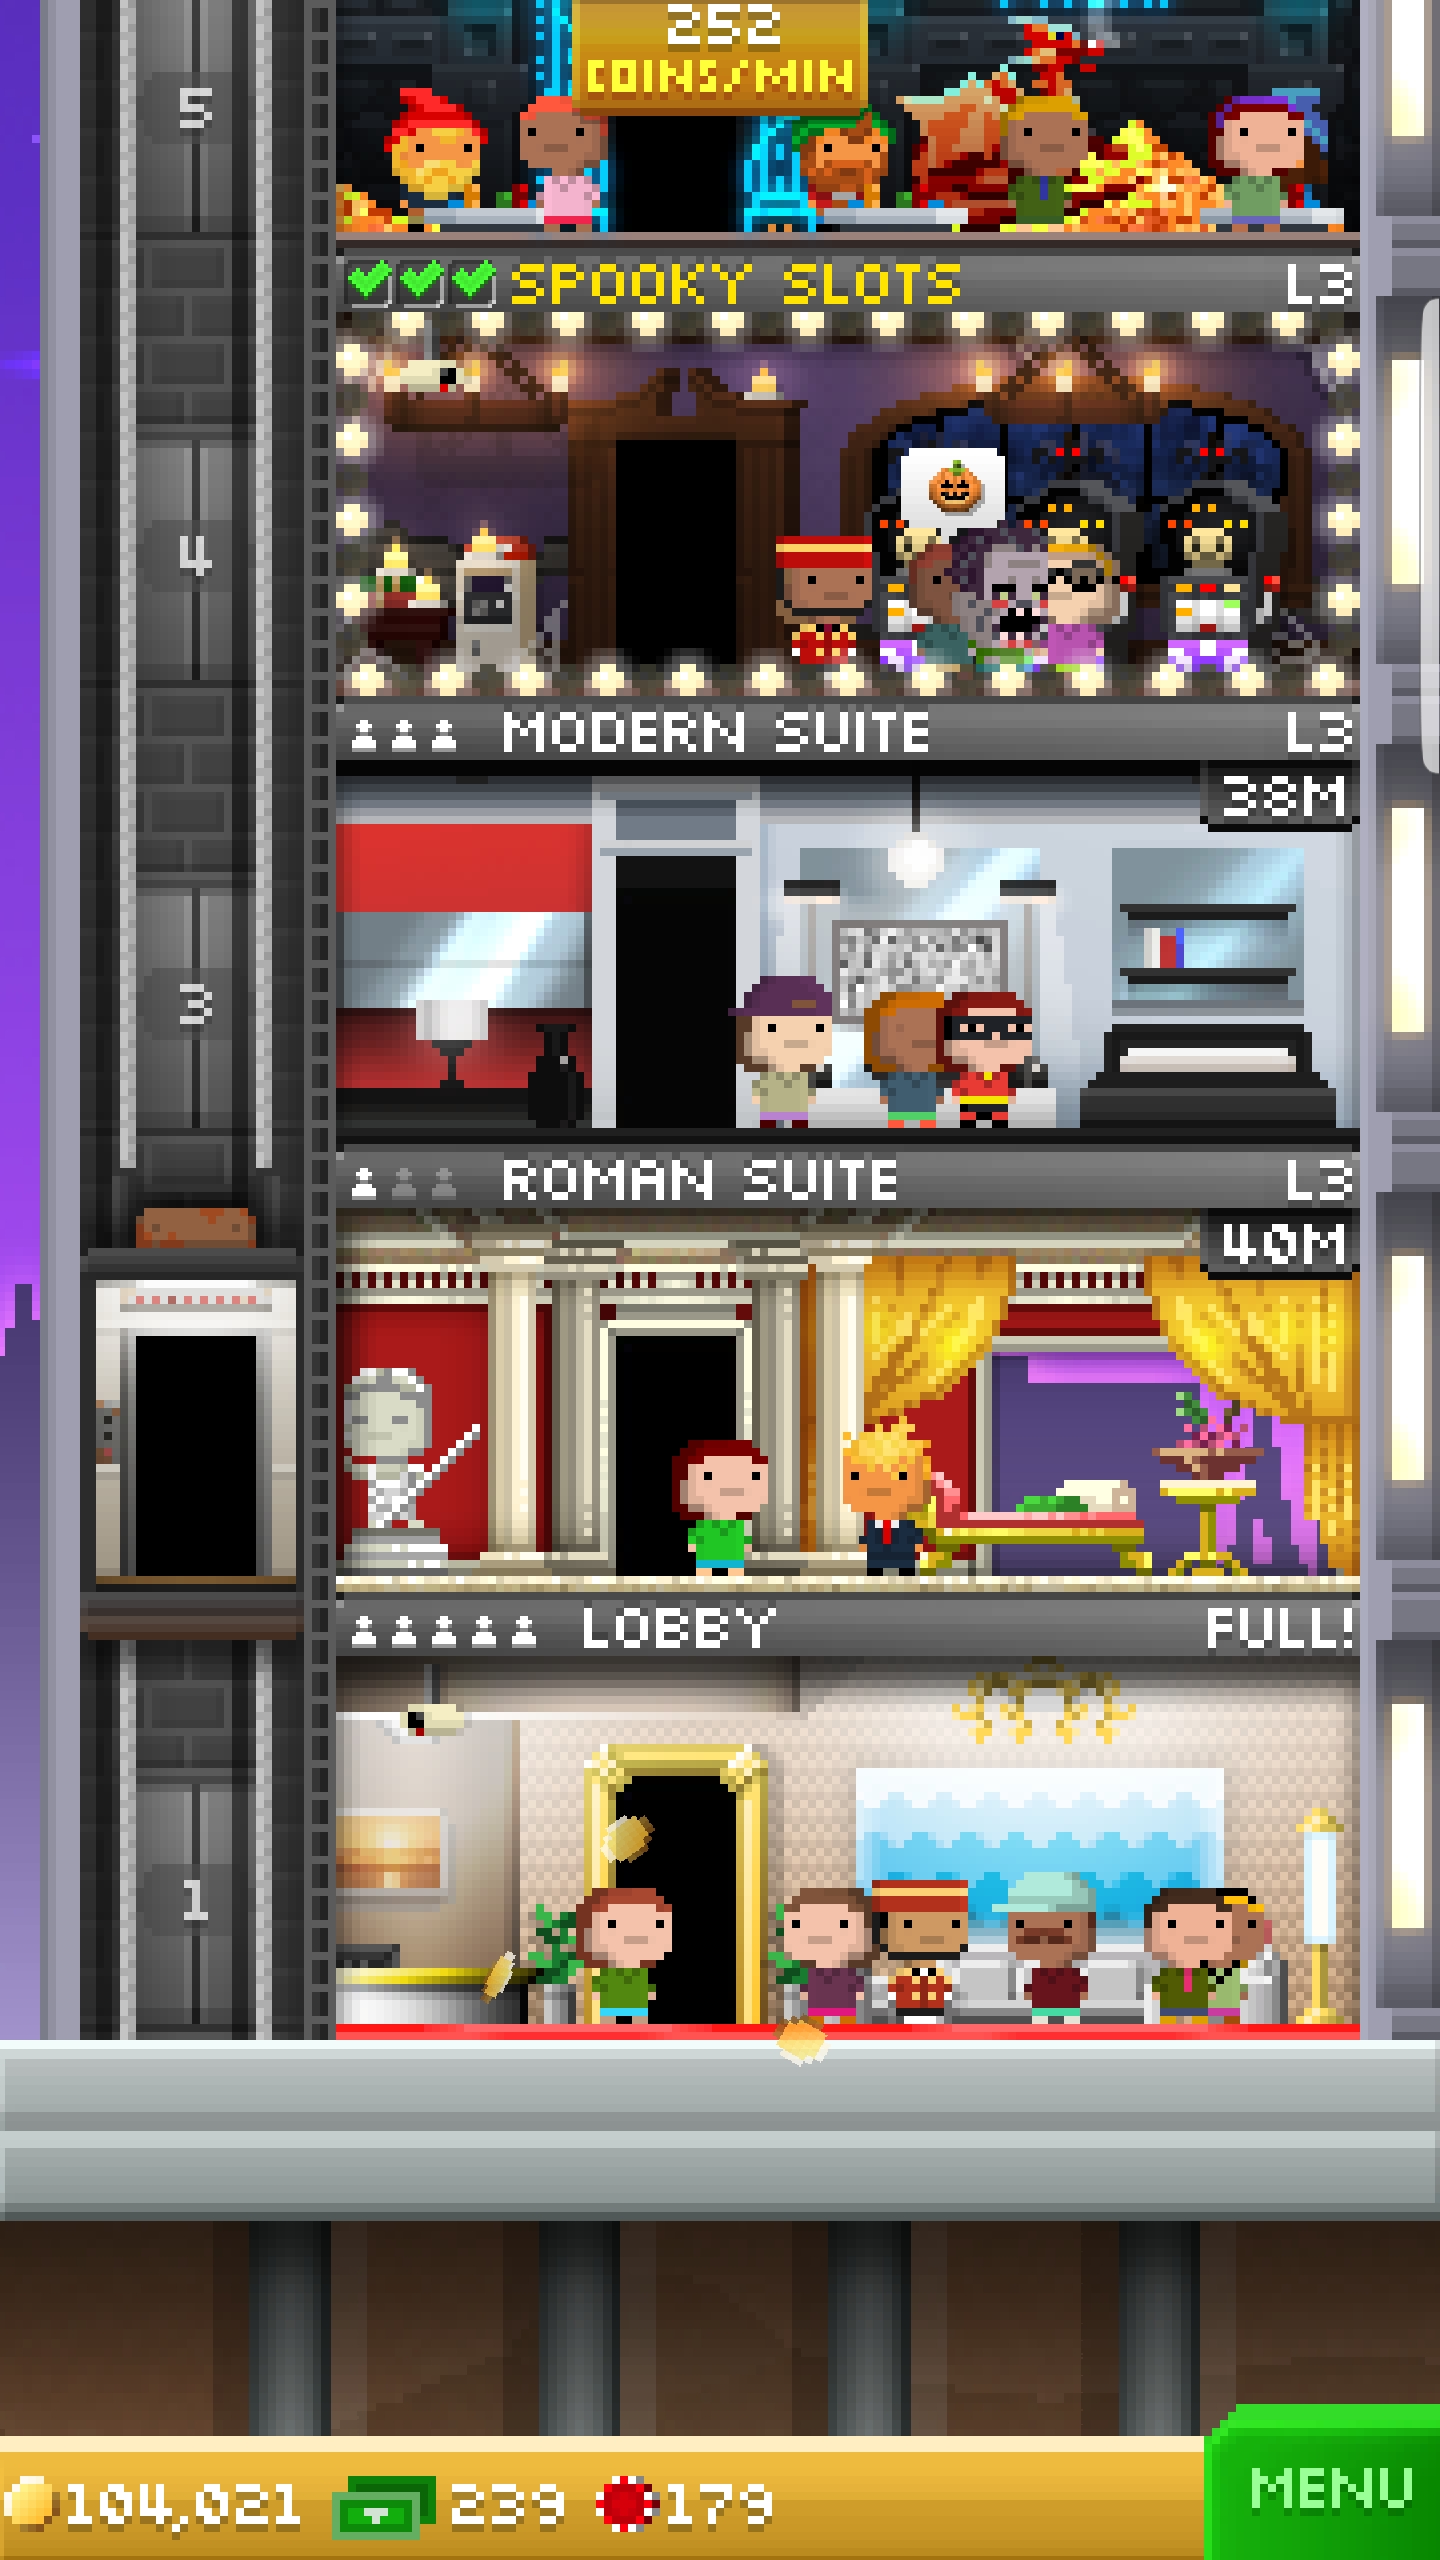 252
COINS/MIN
5
SPOOKY SLOTS L3
4
MODERN SUITE L3
38M
3
ROMAN SUITE L3
40M
LOBBY FULL!
1
104,021 239 179
MENU